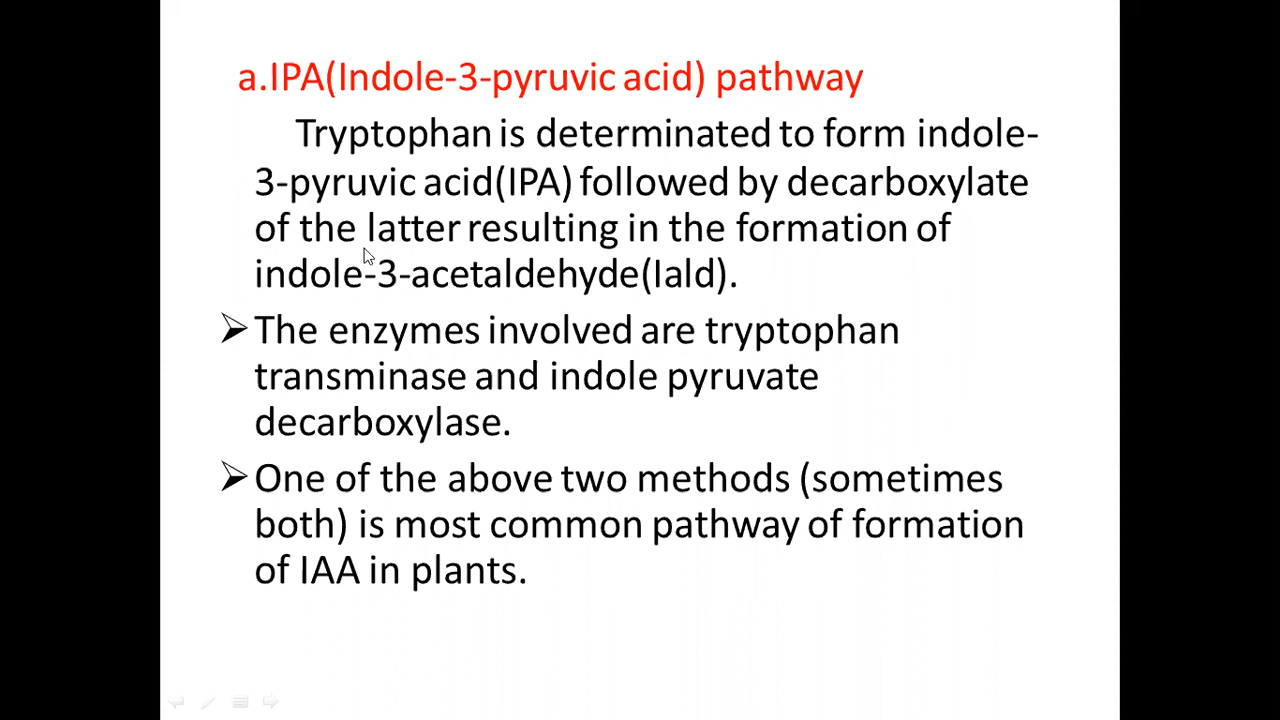 a.IPA(Indole-3-pyruvic acid) pathway
Tryptophan is determinated to form indole-
3-pyruvic acid(IPA) followed by decarboxylate
of the latter resulting in the formation of
indole-3-acetaldehyde(Iald).
➢The enzymes involved are tryptophan
transminase and indole pyruvate
decarboxylase.
➢One of the above two methods (sometimes
both) is most common pathway of formation
of IAA in plants.